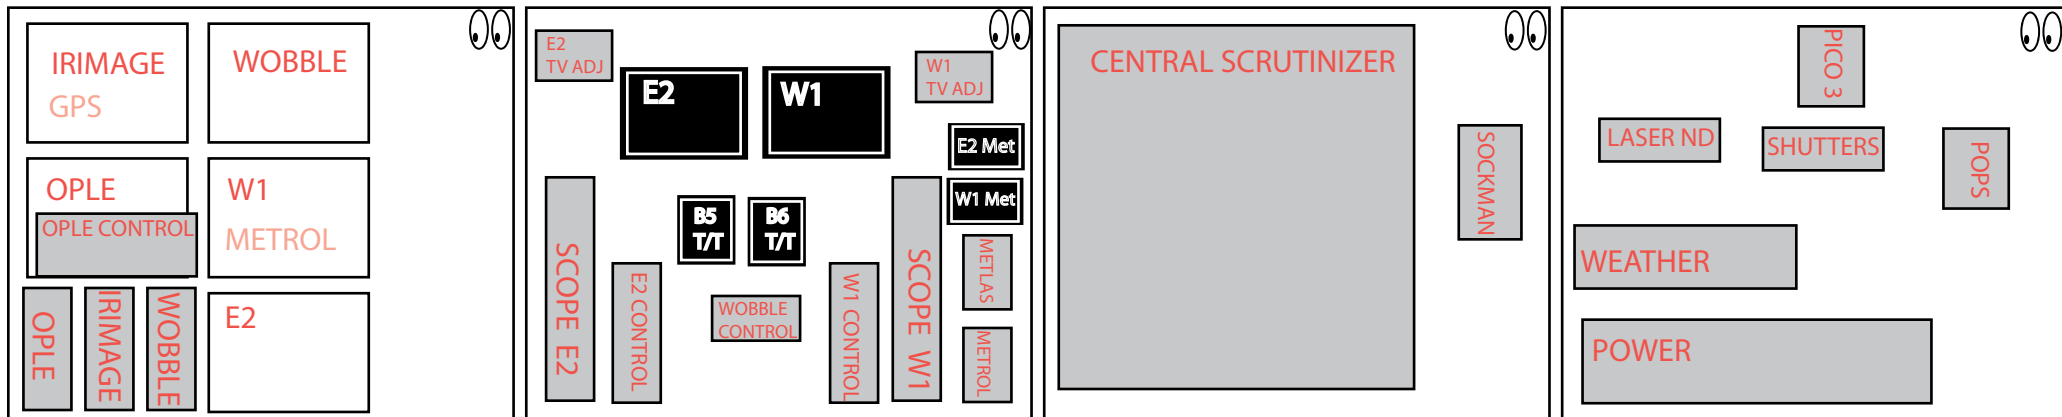 IRIMAGE
GPS
WOBBLE
OPLE
OPLE CONTROL
W1
METROL
OPLE
IRIMAGE
WOBBLE
E2
E2
TV ADJ
E2
W1
W1
TV ADJ
E2 Met
W1 Met
B5
T/T
B6
T/T
SCOPE E2
E2 CONTROL
WOBBLE
CONTROL
W1 CONTROL
SCOPE W1
METLAS
METROL
CENTRAL SCRUTINIZER
SOCKMAN
PICO 3
LASER ND
SHUTTERS
POPS
WEATHER
POWER